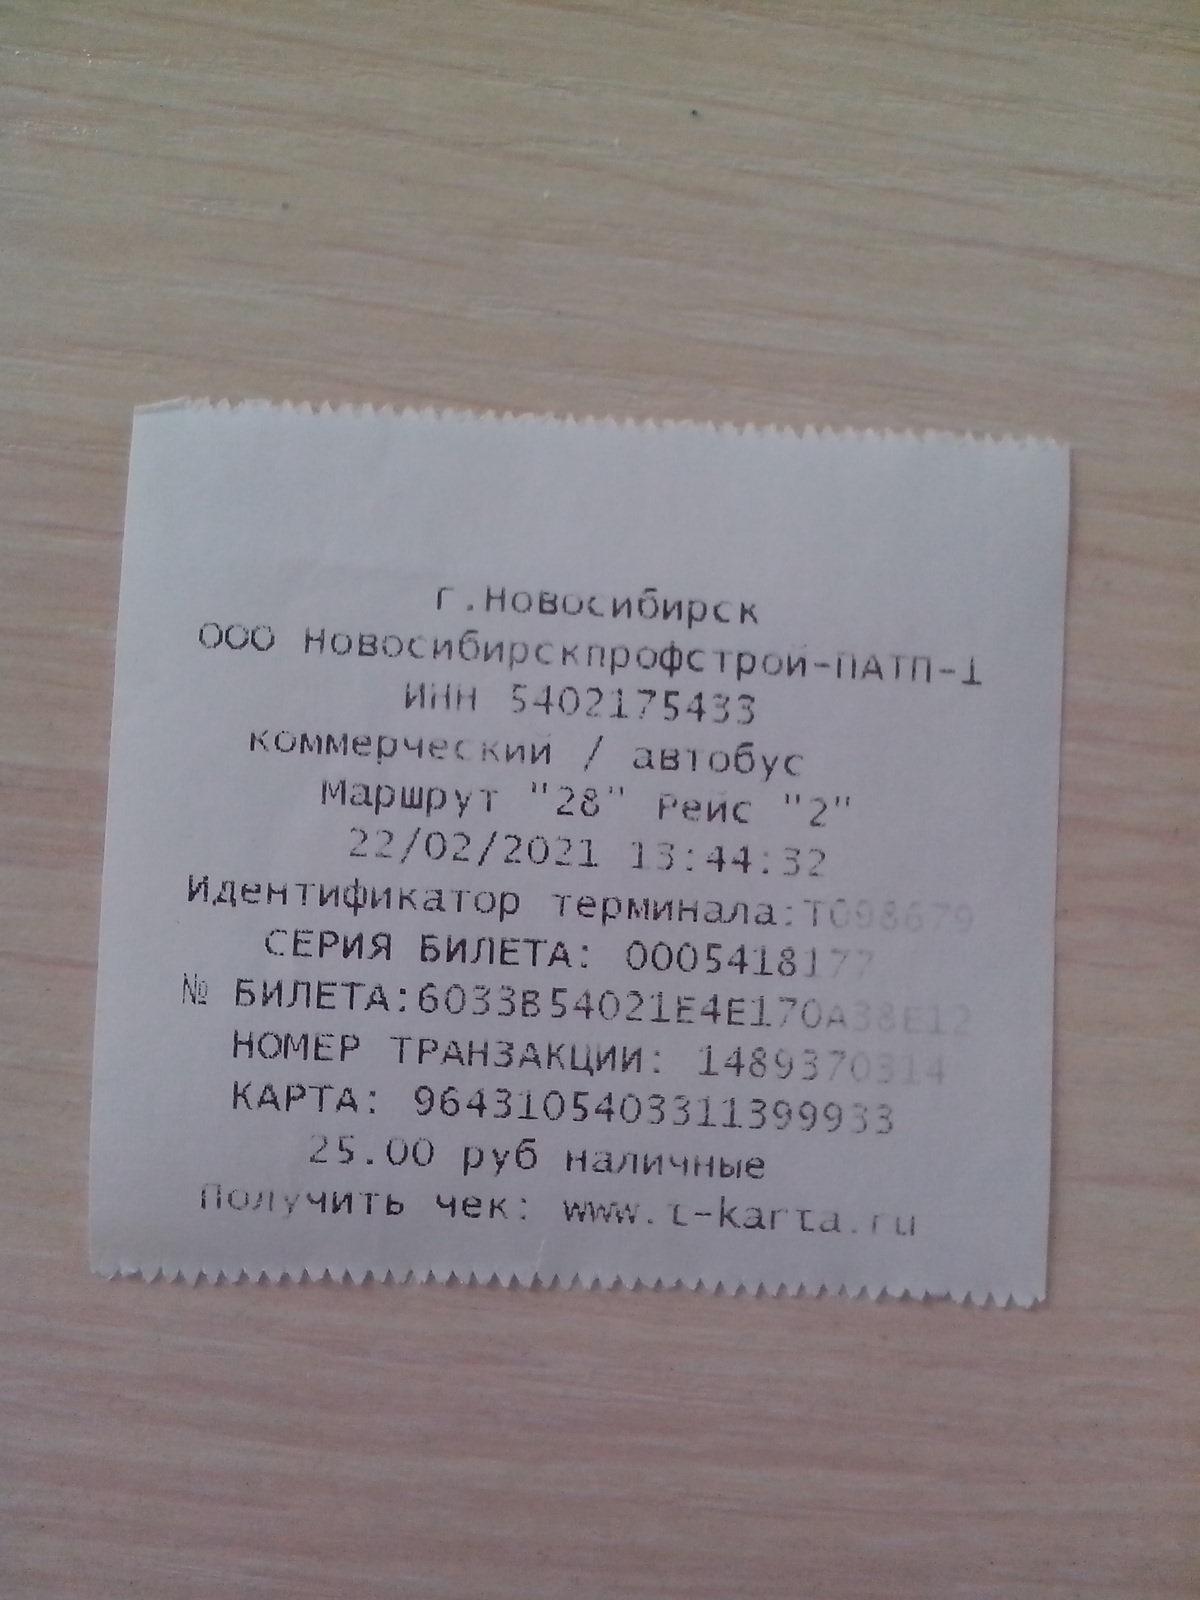 г.Новосибирск
ООО Новосибирскпрофстрой-ПАТП-1
ИНН 5402175433
коммерческий / автобус
Маршрут "28" Рейс "2"
22/02/2021 13:44:32
Идентификатор терминала:T098679
СЕРИЯ БИЛЕТА: 0005418177
№ БИЛЕТА:6033B54021E4E170A38E12
НОМЕР ТРАНЗАКЦИИ: 1489370314
КАРТА: 9643105403311399933
25.00 руб наличные
Получить чек: www.t-karta.ru